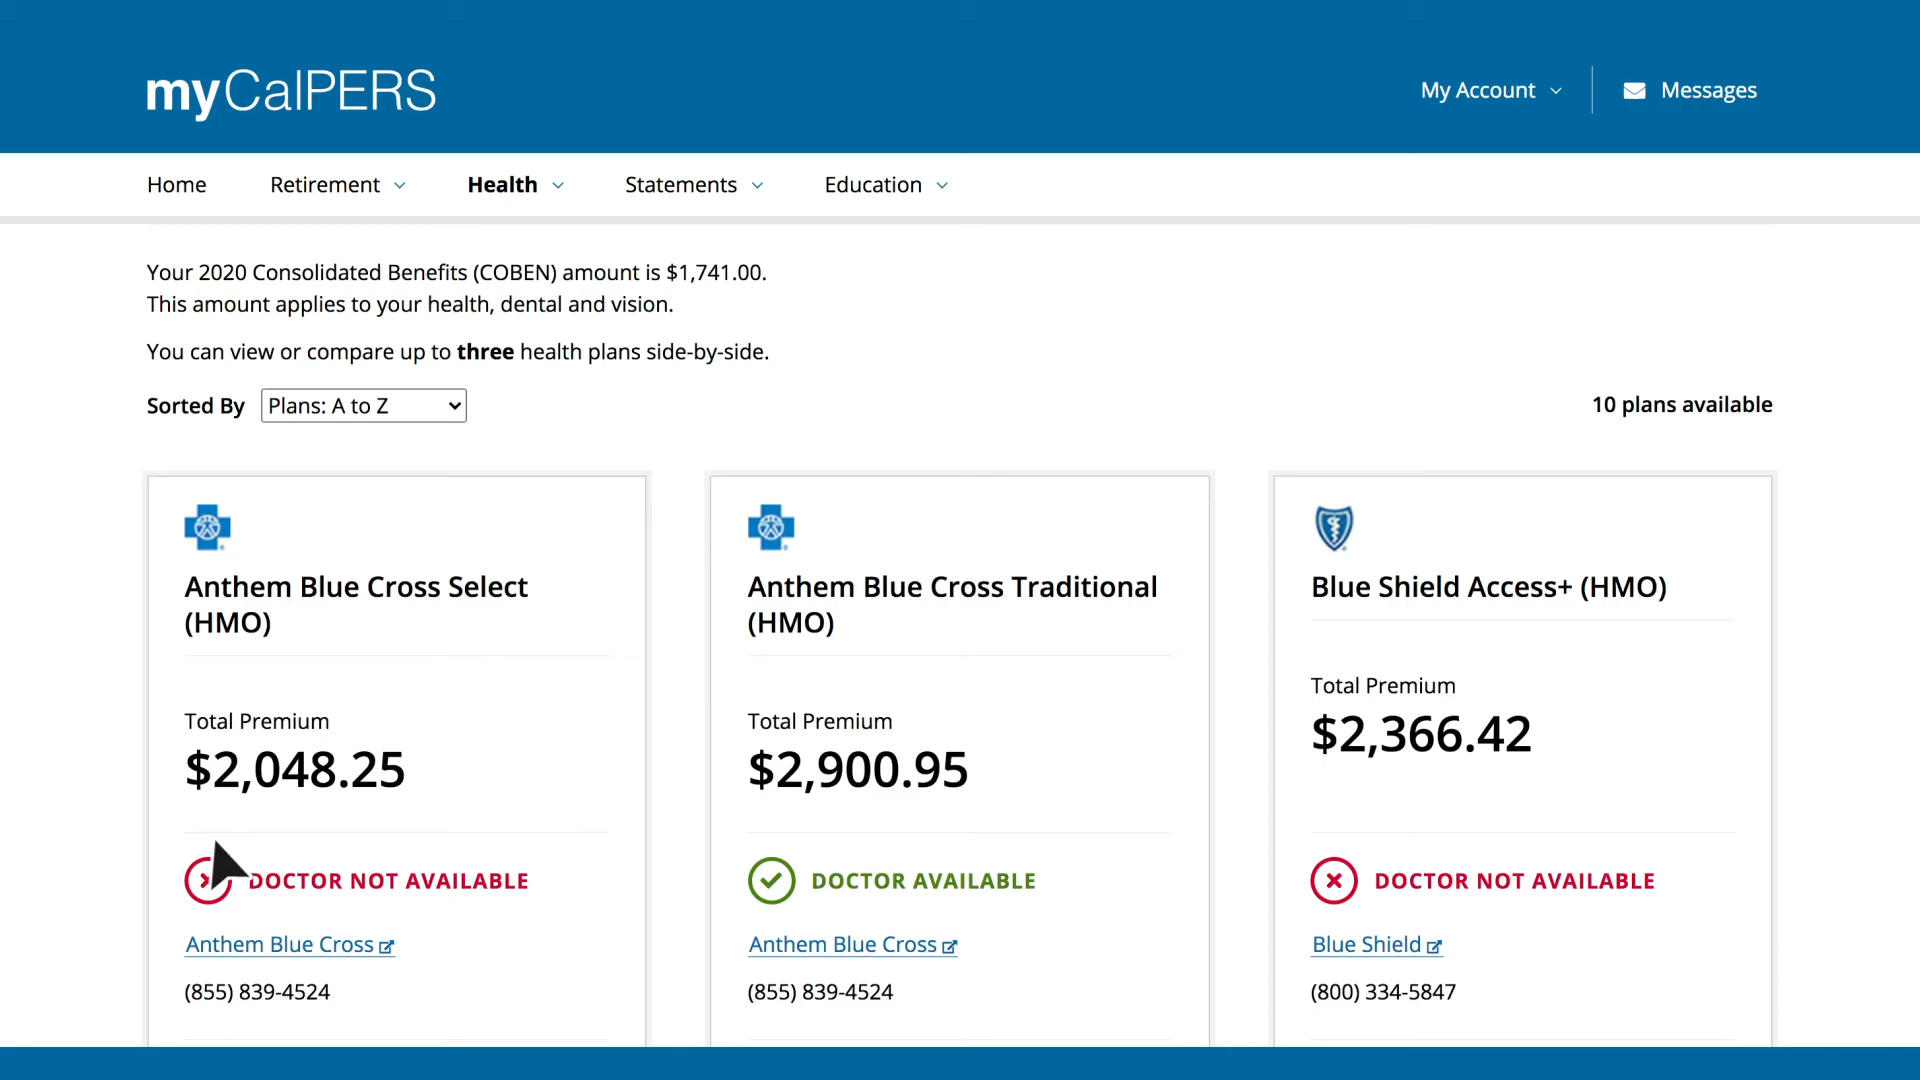 myCalPERS
My Account
Messages
Home
Retirement
Health
Statements
Education
Your 2020 Consolidated Benefits (COBEN) amount is $1,741.00.
This amount applies to your health, dental and vision.
You can view or compare up to three health plans side-by-side.
Sorted By
Plans: A to Z
10 plans available
Anthem Blue Cross Select
(HMO)
Total Premium
$2,048.25
DOCTOR NOT AVAILABLE
Anthem Blue Cross
(855) 839-4524
Anthem Blue Cross Traditional
(HMO)
Total Premium
$2,900.95
DOCTOR AVAILABLE
Anthem Blue Cross
(855) 839-4524
Blue Shield Access+ (HMO)
Total Premium
$2,366.42
DOCTOR NOT AVAILABLE
Blue Shield
(800) 334-5847